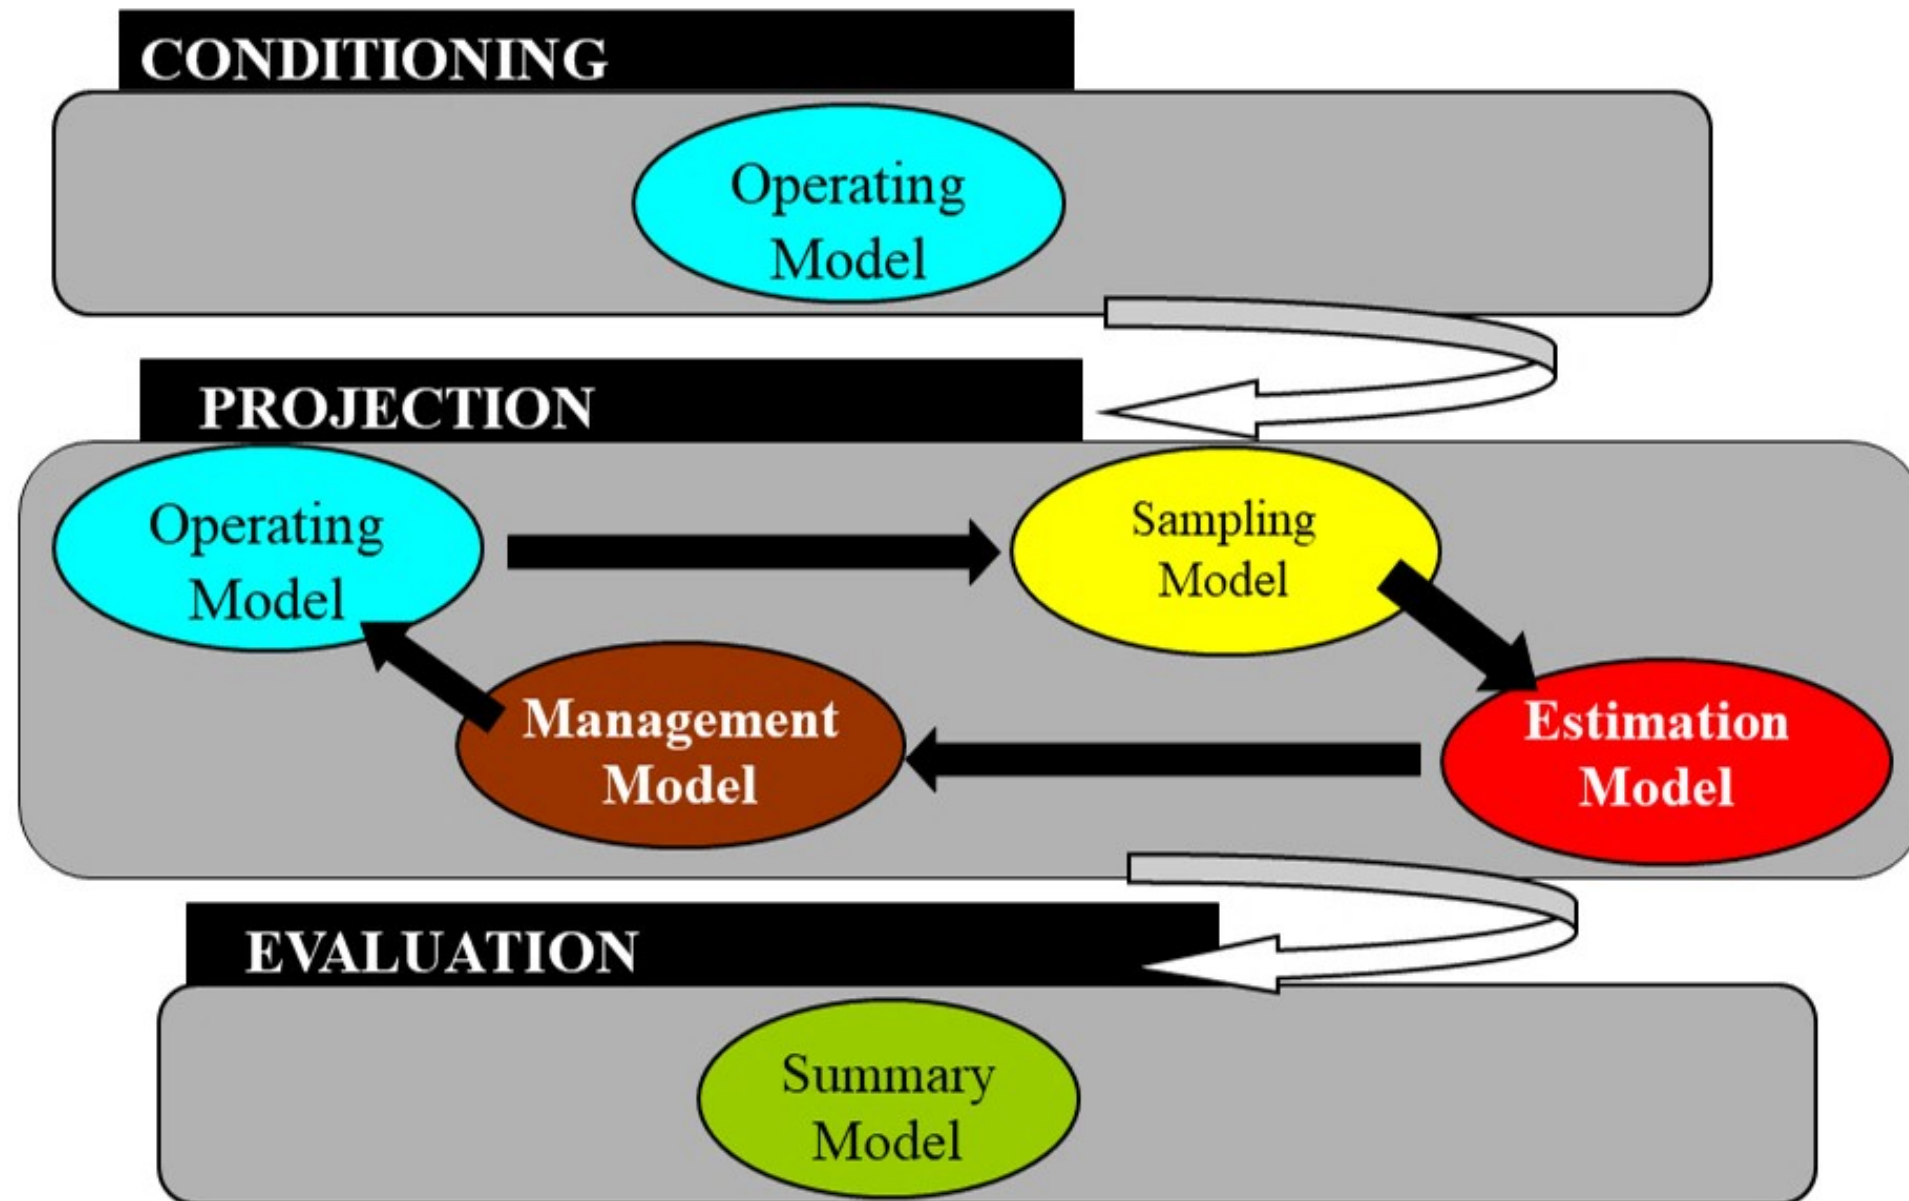 CONDITIONING
Operating
Model
PROJECTION
Operating
Model
Sampling
Model
Management
Model
Estimation
Model
EVALUATION
Summary
Model